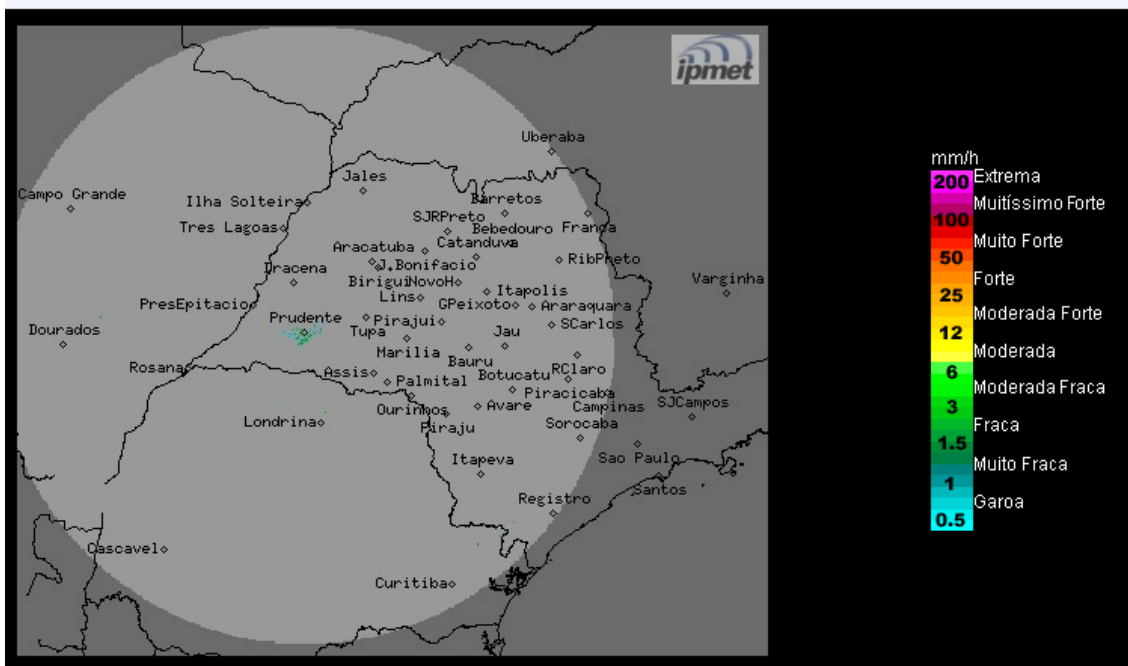 ipmet
Uberaba
Campo Grande
Jales
Ilha Solteira
Barretos
SJRPreto
Tres Lagoas
Bebedouro Franca
Aracatuba
Catanduva
RibPreto
Dracena
J.Bonifacio
Varginha
Birigui
NovoH
Itapolis
PresEpitacio
Lins
GPeixoto
Araraquara
Dourados
Prudente
Pirajui
SCarlos
Tupa
Jau
Marilia
Bauru
Rosana
Assis
Palmital
Botucatu
RClaro
Piracicaba
Ourinhos
Avare
Campinas
SJCampos
Londrina
Piraju
Sorocaba
Itapeva
Sao Paulo
Santos
Registro
Cascavel
Curitiba
mm/h
200 Extrema
Muitíssimo Forte
100
Muito Forte
50
Forte
25
Moderada Forte
12
Moderada
6
Moderada Fraca
3
Fraca
1.5
Muito Fraca
1
Garoa
0.5